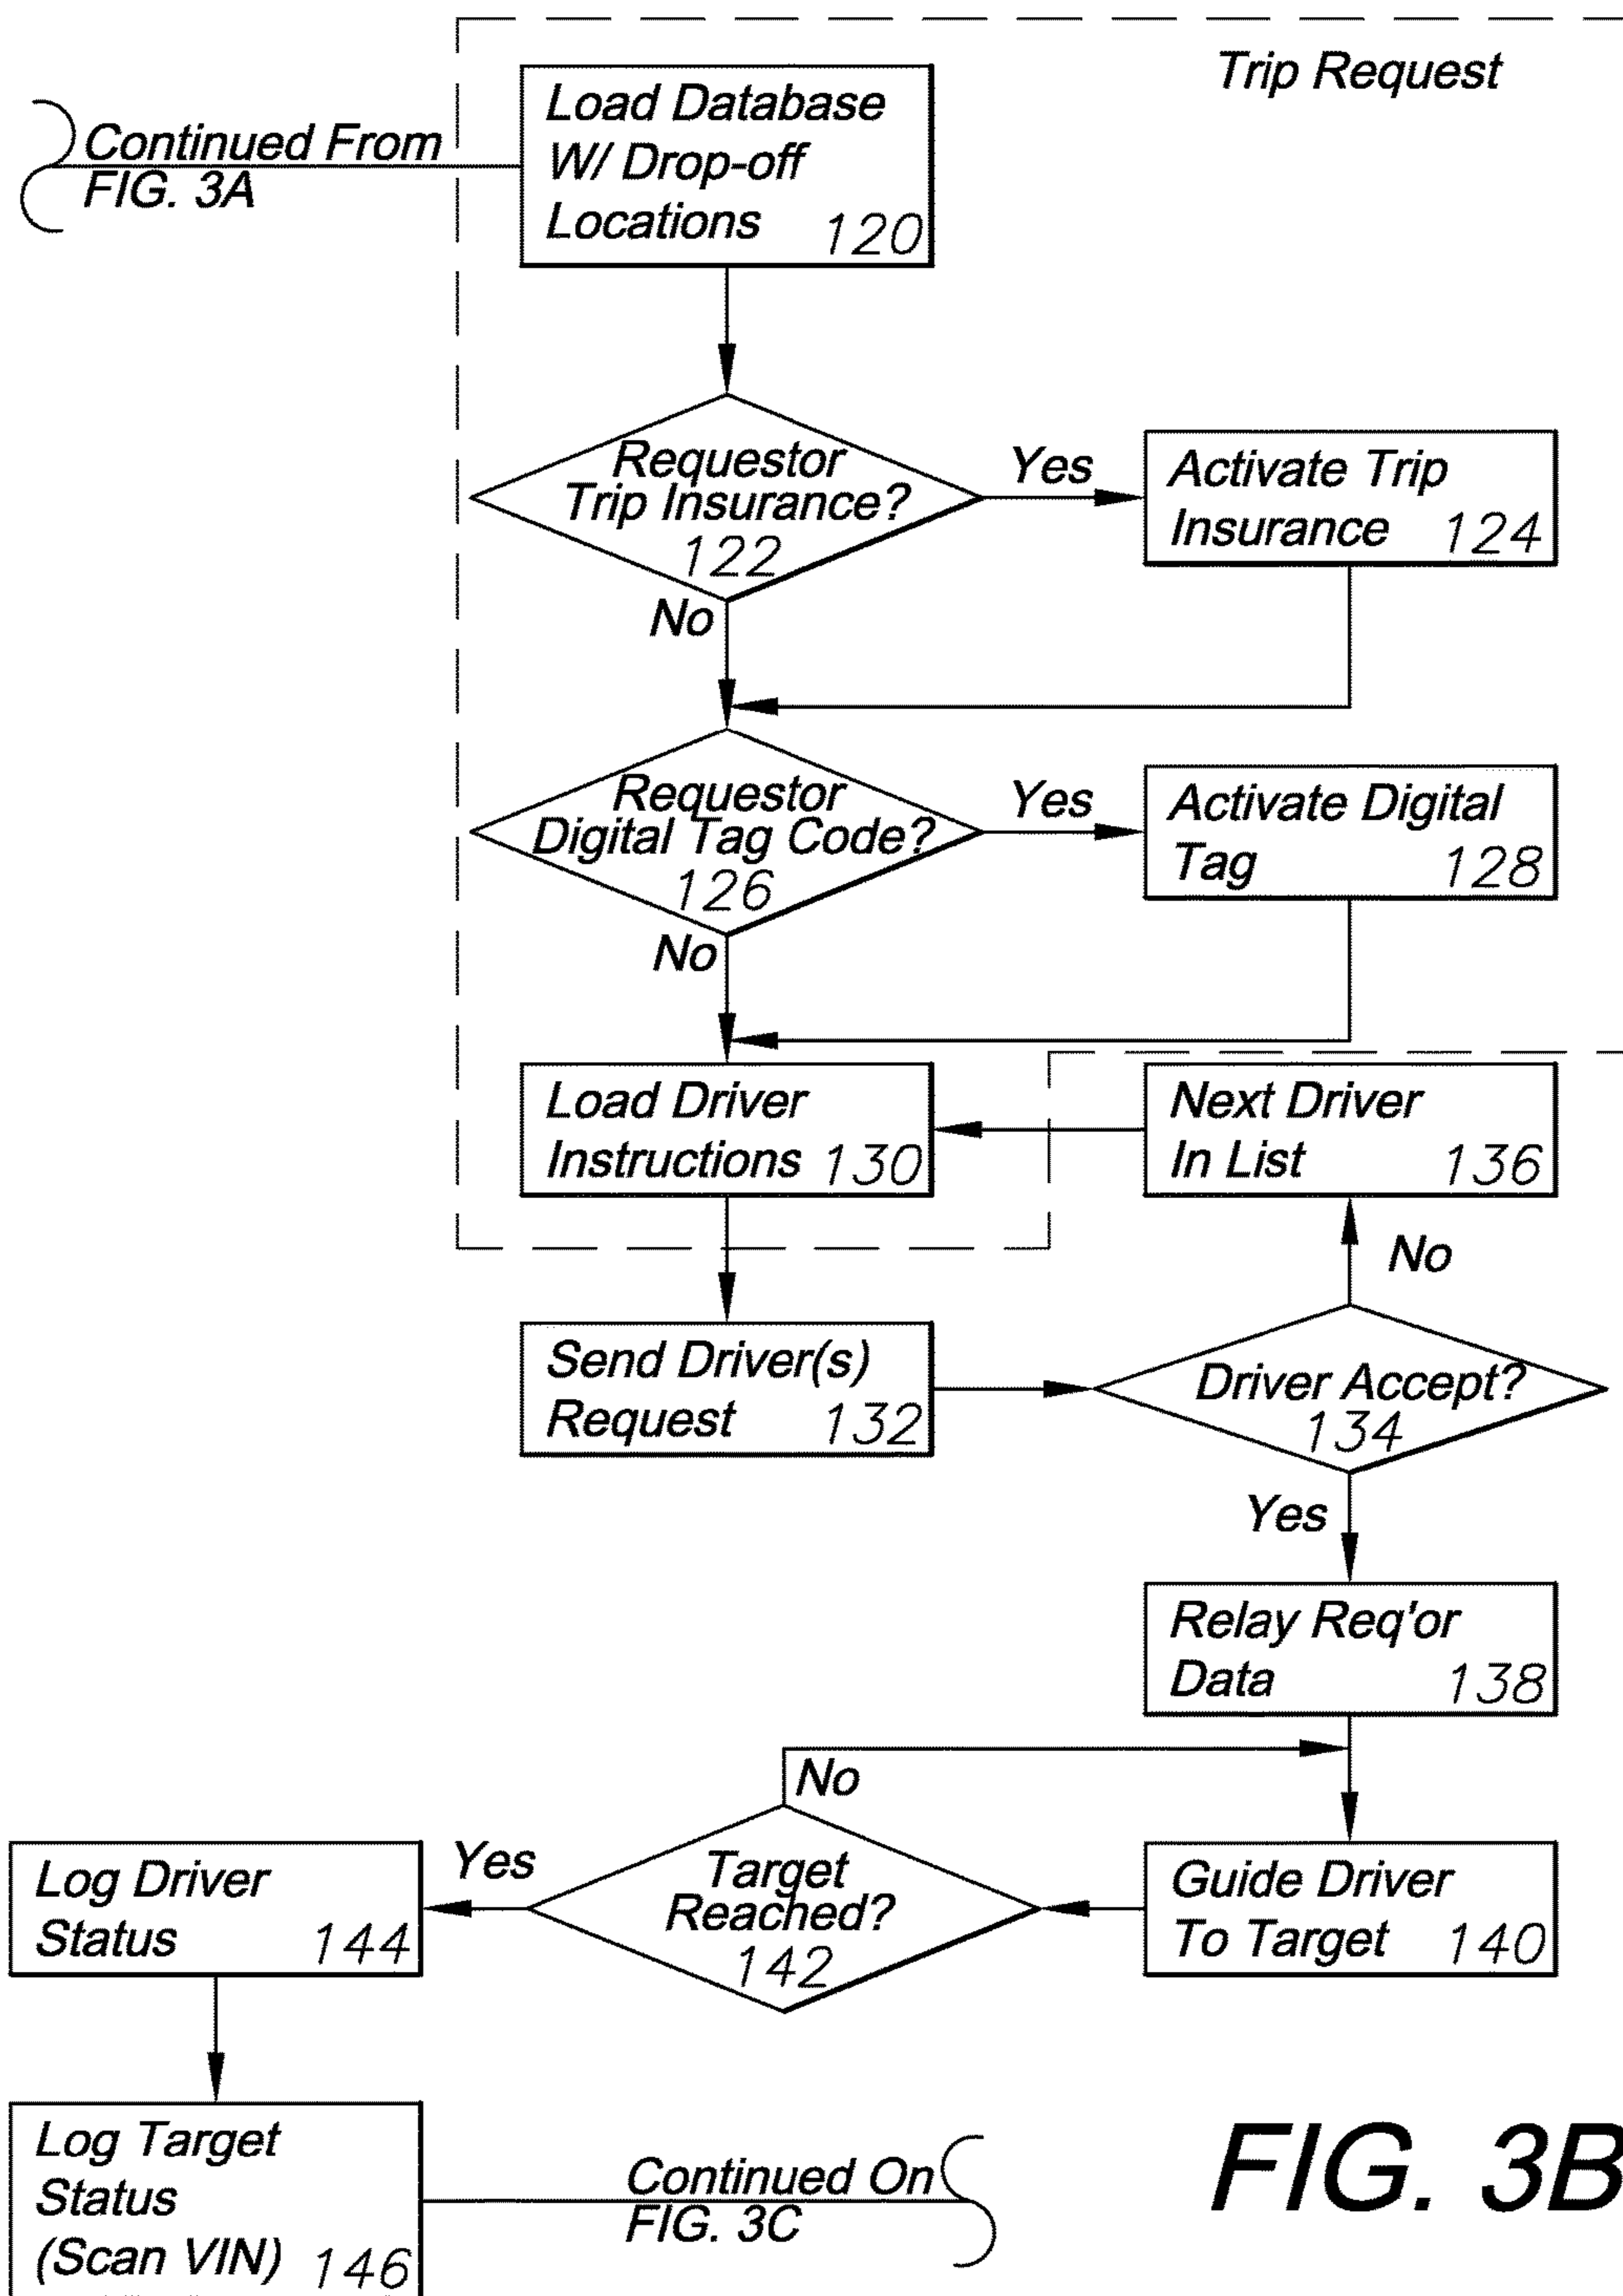 Trip Request
Continued From
FIG. 3A
Load Database
W/ Drop-off
Locations 120
Requestor
Trip Insurance?
122
Yes
No
Activate Trip
Insurance 124
Requestor
Digital Tag Code?
126
Yes
No
Activate Digital
Tag 128
Load Driver
Instructions 130
Next Driver
In List 136
No
Send Driver(s)
Request 132
Driver Accept?
134
Yes
Relay Req'or
Data 138
No
Guide Driver
To Target 140
Target
Reached?
142
Yes
Log Driver
Status 144
Log Target
Status
(Scan VIN) 146
Continued On
FIG. 3C
FIG. 3B